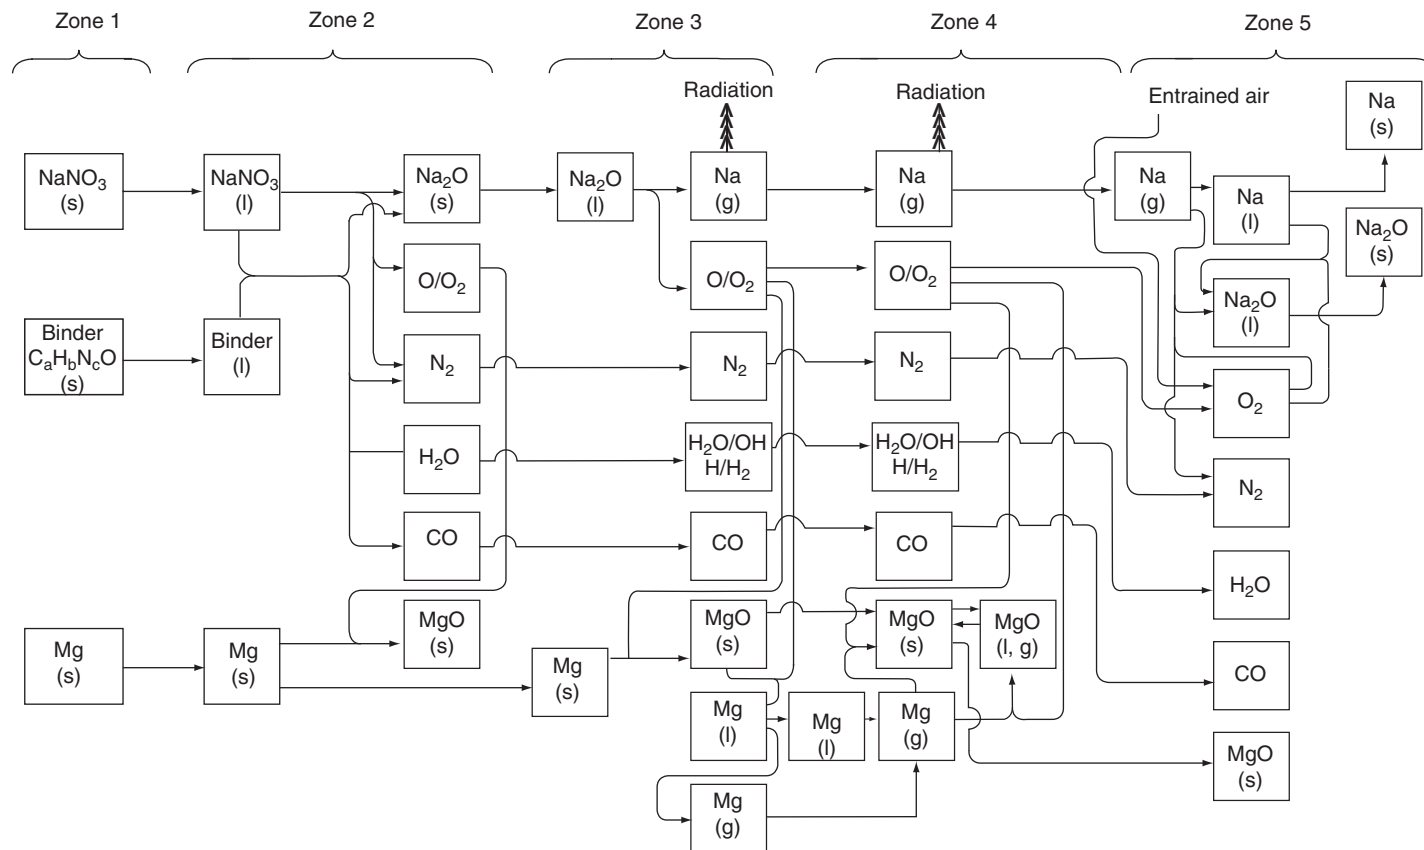 Zone 1
Zone 2
Zone 3
Zone 4
Zone 5
Radiation
Radiation
Entrained air
Na
(s)
NaNO₃
(s)
NaNO₃
(l)
Na₂O
(s)
Na₂O
(l)
Na
(g)
Na
(g)
Na
(g)
Na
(l)
Na₂O
(s)
O/O₂
O/O₂
O/O₂
Na₂O
(l)
Binder
CₐHbNcO
(s)
Binder
(l)
N₂
N₂
N₂
O₂
H₂O
H₂O/OH
H/H₂
H₂O/OH
H/H₂
N₂
CO
CO
CO
H₂O
Mg
(s)
Mg
(s)
MgO
(s)
Mg
(s)
MgO
(s)
MgO
(s)
MgO
(l, g)
CO
Mg
(l)
Mg
(l)
Mg
(g)
MgO
(s)
Mg
(g)